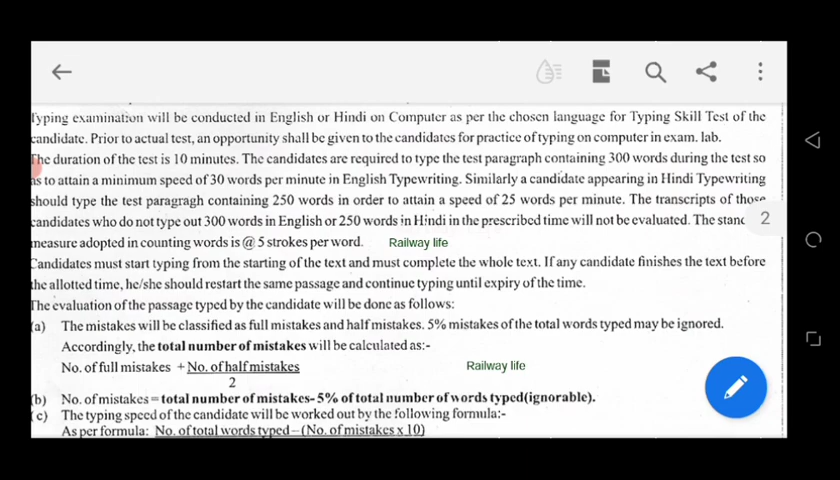 Typing examination will be conducted in English or Hindi on Computer as per the chosen language for Typing Skill Test of the
candidate. Prior to actual test, an opportunity shall be given to the candidates for practice of typing on computer in exam. lab.
The duration of the test is 10 minutes. The candidates are required to type the test paragraph containing 300 words during the test so
as to attain a minimum speed of 30 words per minute in English Typewriting. Similarly a candidate appearing in Hindi Typewriting
should type the test paragragh containing 250 words in order to attain a speed of 25 words per minute. The transcripts of those
candidates who do not type out 300 words in English or 250 words in Hindi in the prescribed time will not be evaluated. The stand
2
measure adopted in counting words is @ 5 strokes per word. Railway life
Candidates must start typing from the starting of the text and must complete the whole text. If any candidate finishes the text before
the allotted time, he/she should restart the same passage and continue typing until expiry of the time.
The evaluation of the passage typed by the candidate will be done as follows:
(a) The mistakes will be classified as full mistakes and half mistakes. 5% mistakes of the total words typed may be ignored.
Accordingly, the total number of mistakes will be calculated as:-
No. of full mistakes + No. of half mistakes Railway life
2
(b) No. of mistakes = total number of mistakes- 5% of total number of words typed(ignorable).
(c) The typing speed of the candidate will be worked out by the following formula:-
As per formula: No. of total words typed – (No. of mistakes x 10)